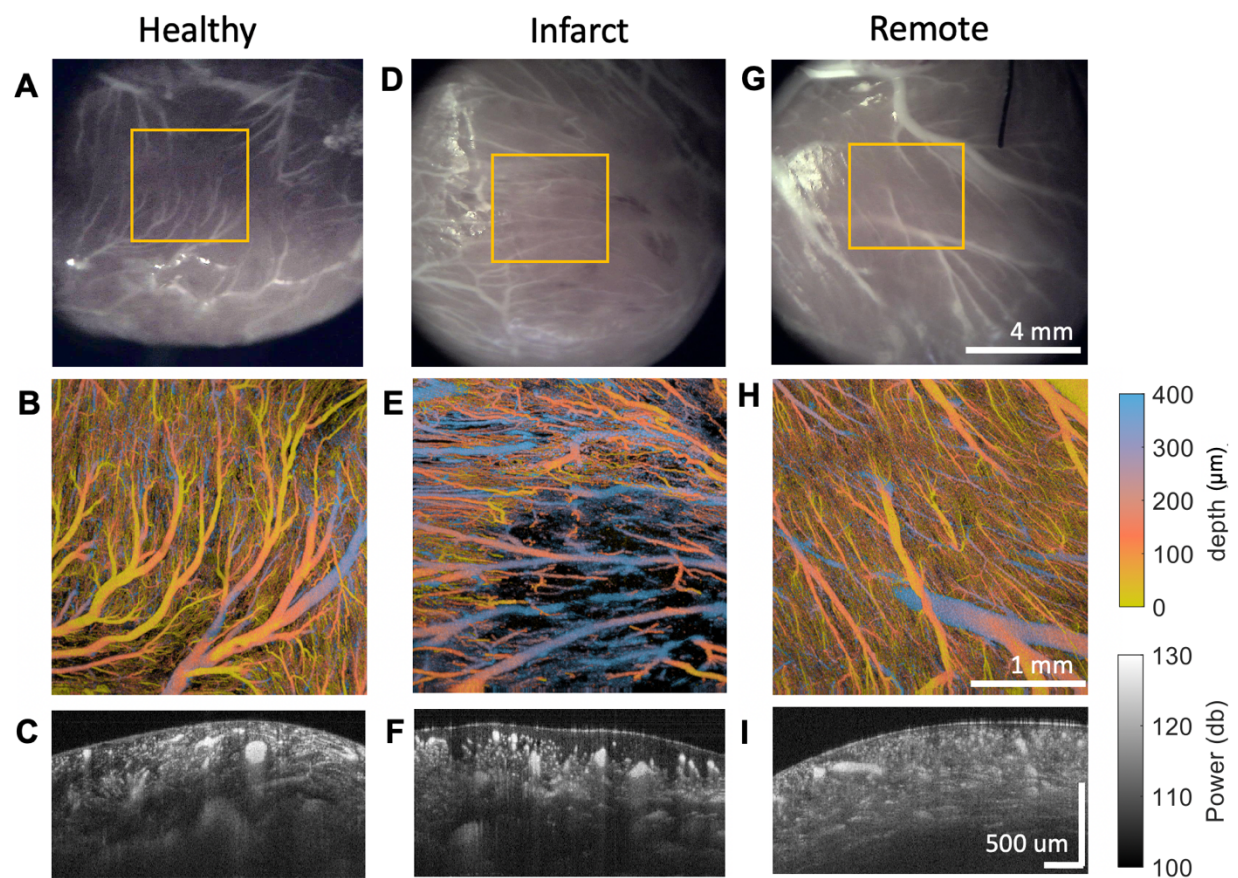 Healthy
Infarct
Remote
A
D
G
4 mm
B
E
H
1 mm
400
300
200
100
0
depth (µm)
C
F
I
500 um
130
120
110
100
Power (db)